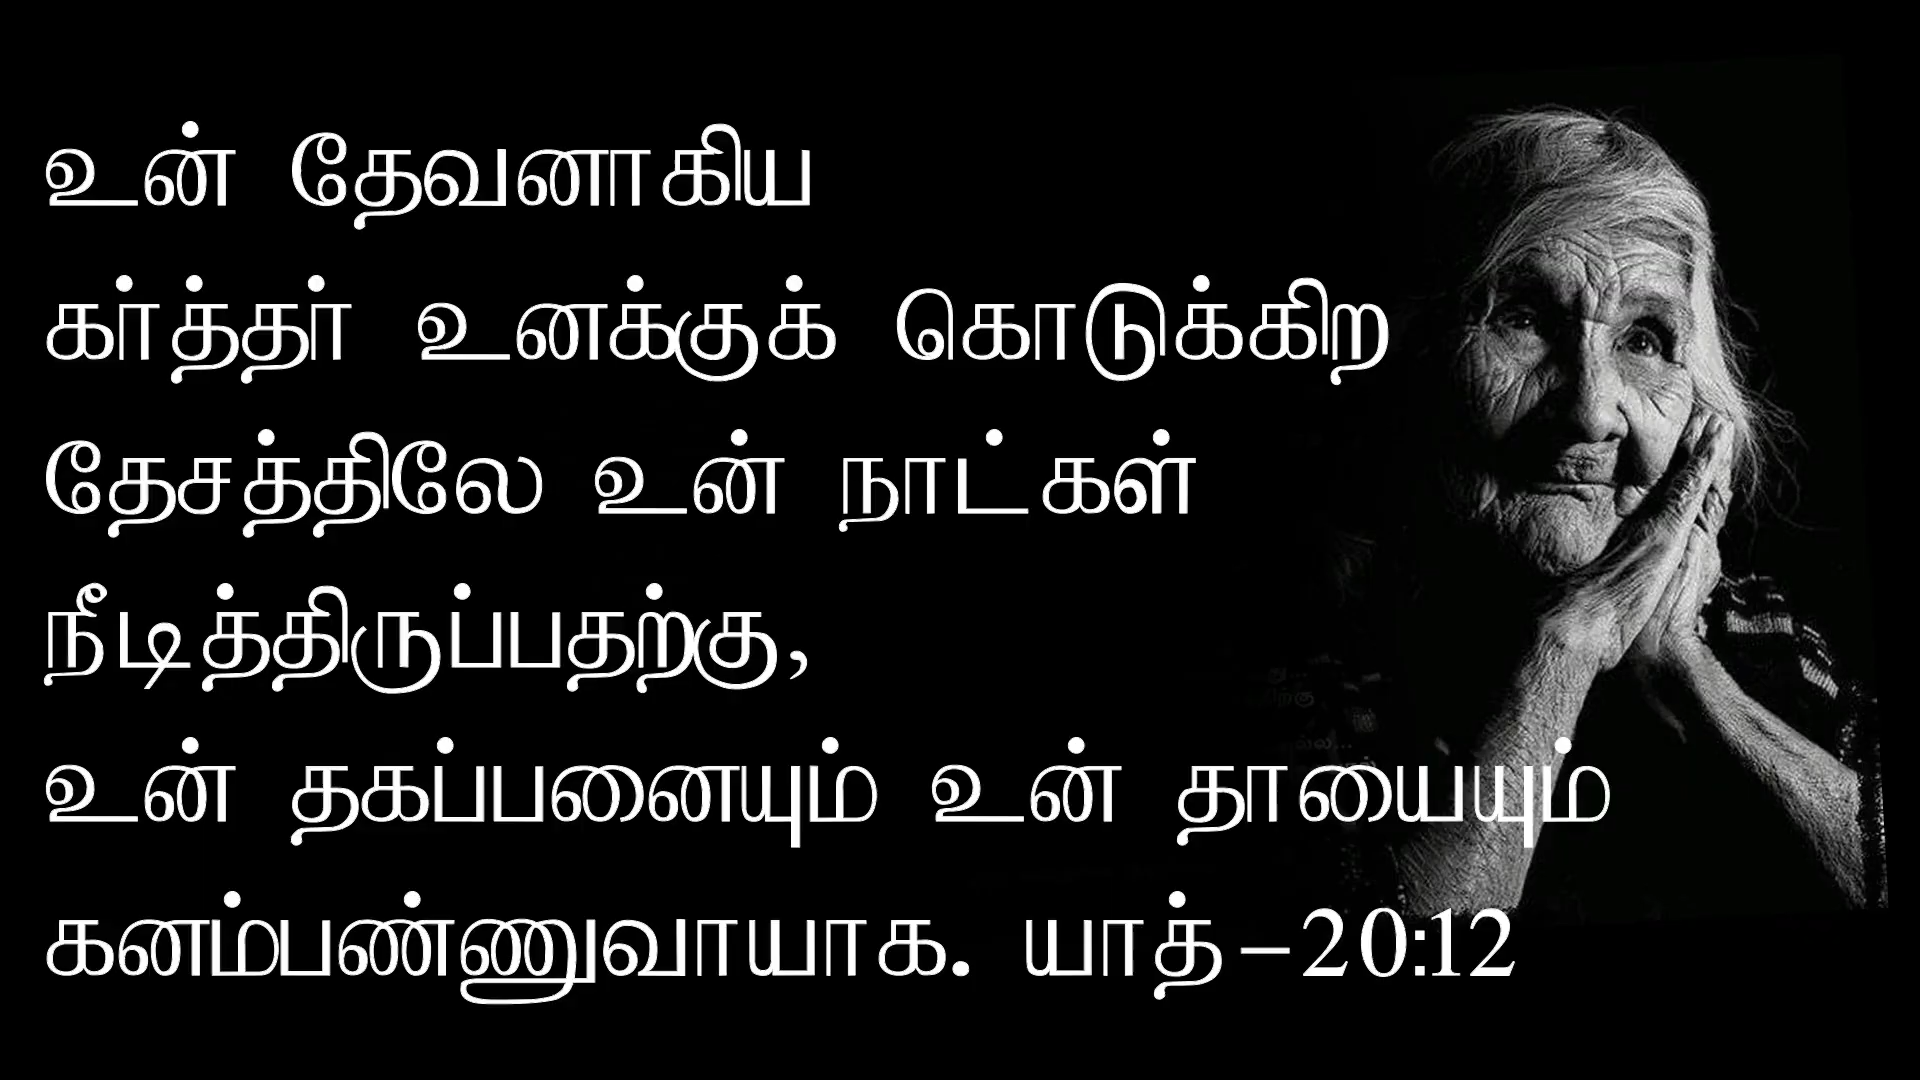 உன் தேவனாகிய
கர்த்தர் உனக்குக் கொடுக்கிற
தேசத்திலே உன் நாட்கள்
நீடித்திருப்பதற்கு,
உன் தகப்பனையும் உன் தாயையும்
கனம்பண்ணுவாயாக. யாத்-20:12